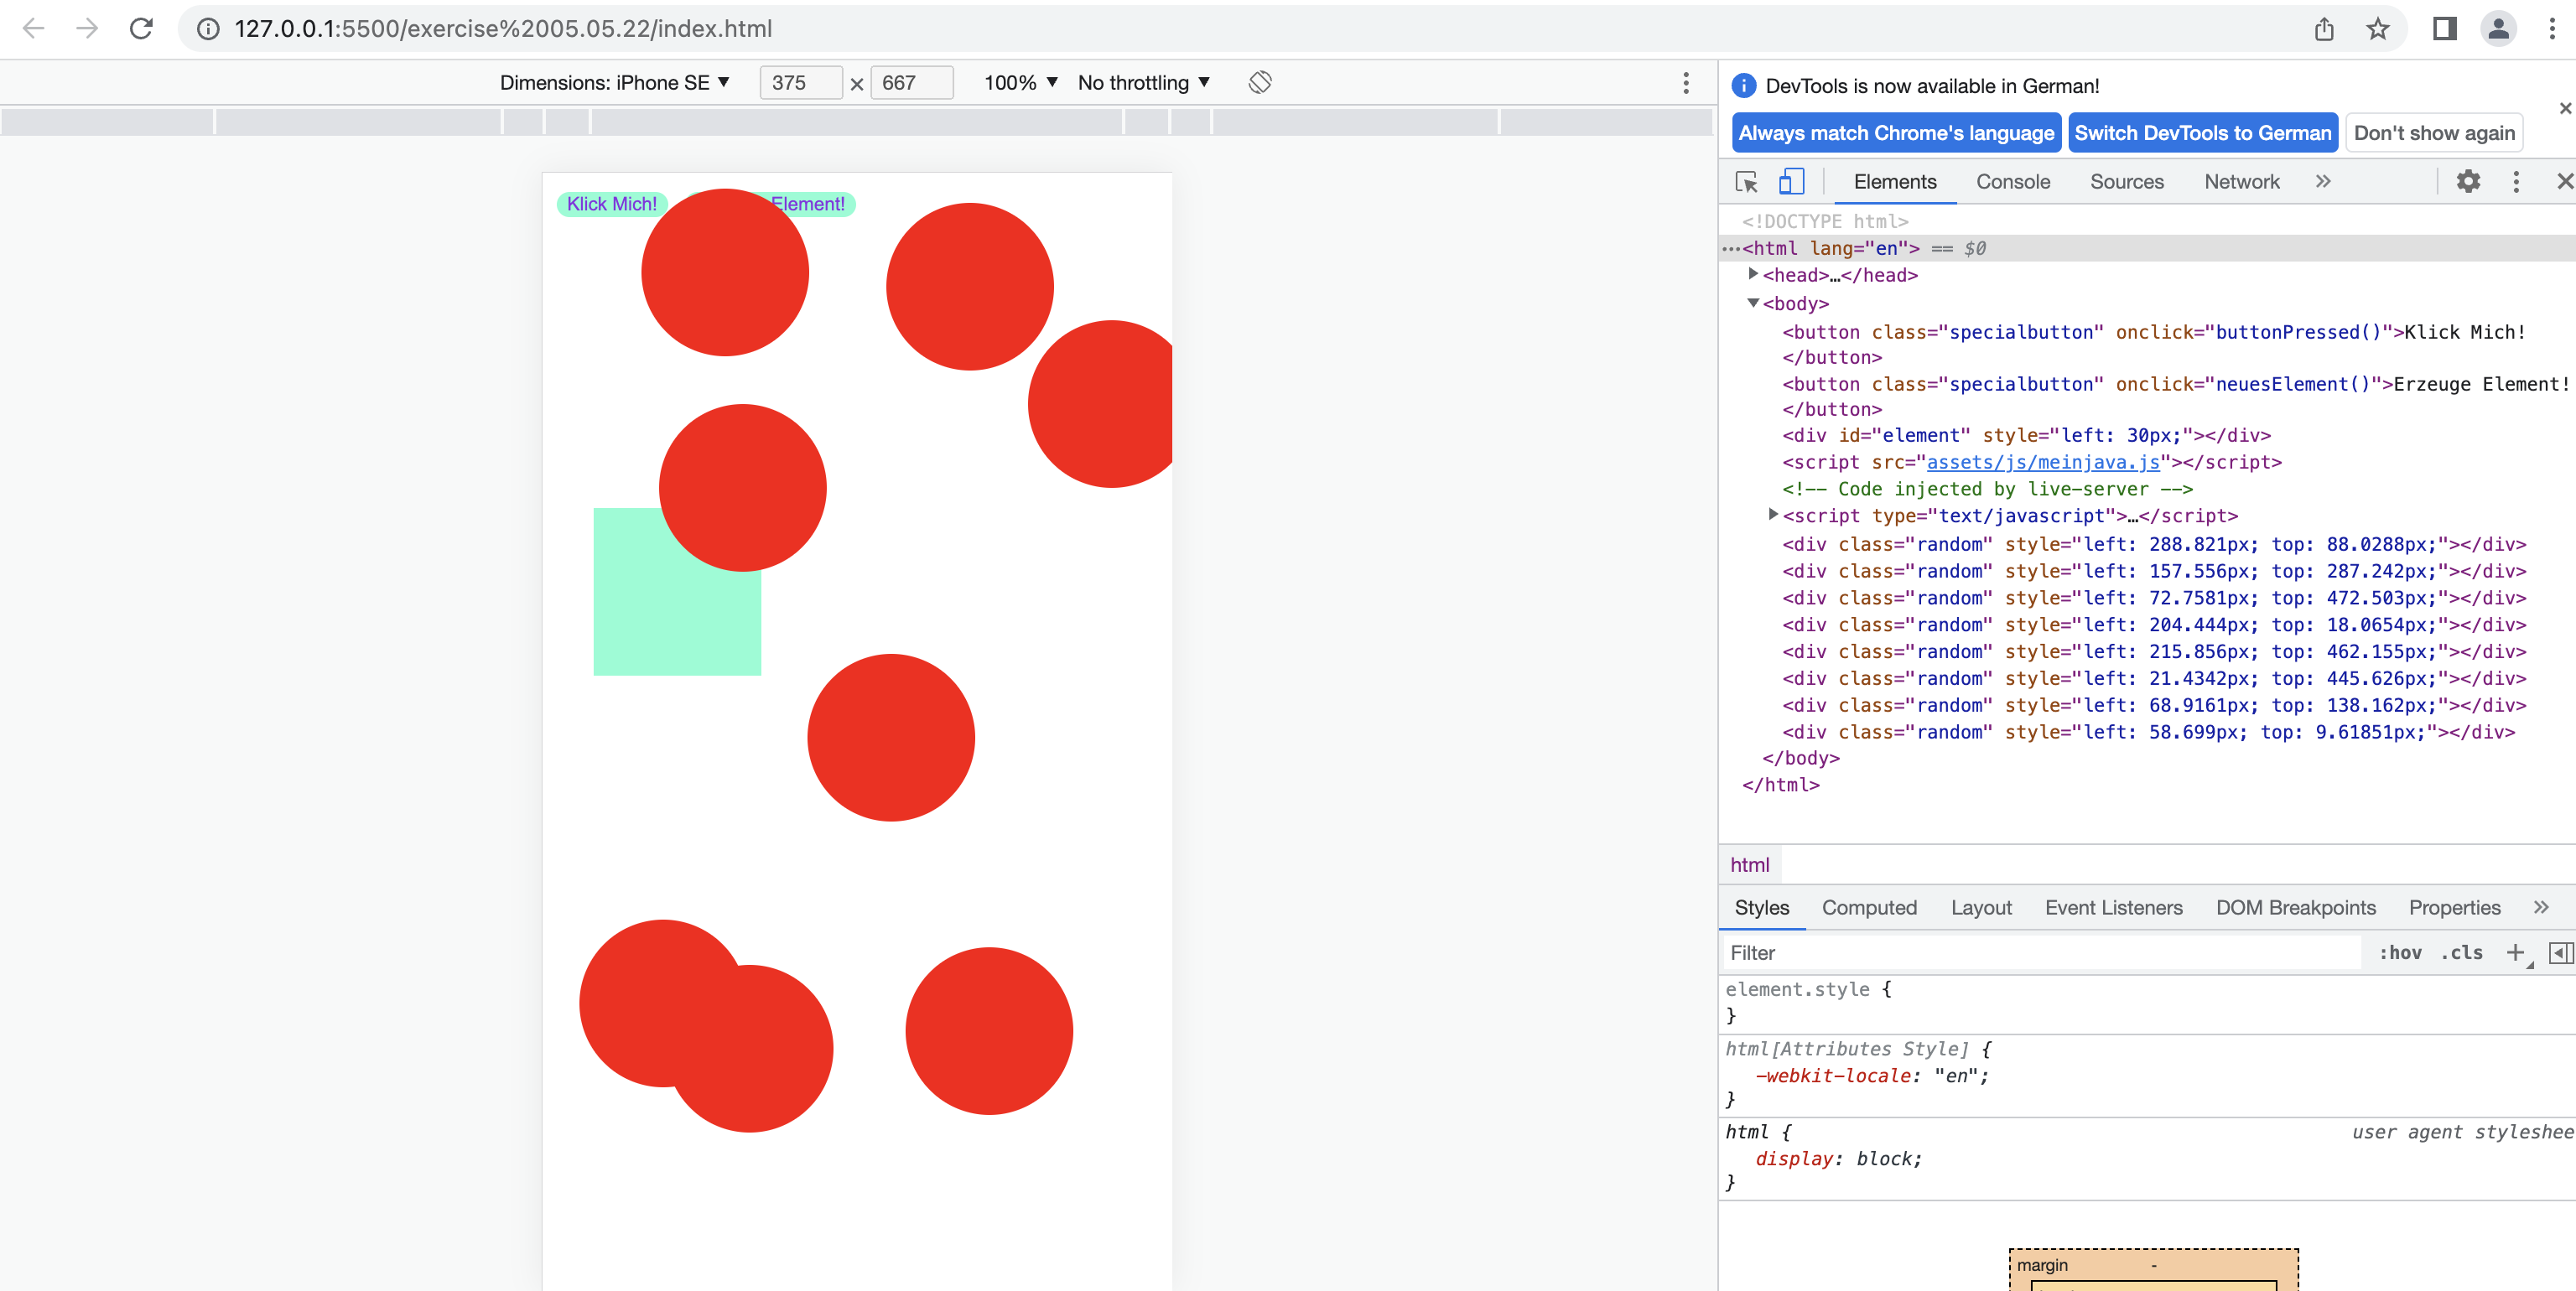 127.0.0.1:5500/exercise%2005.05.22/index.html
Dimensions: iPhone SE ▼ 375 × 667 100% ▼ No throttling ▼
DevTools is now available in German!
Always match Chrome's language Switch DevTools to German Don't show again
Elements Console Sources Network »
Klick Mich! Element!
<!DOCTYPE html>
<html lang="en"> == $0
<head>…</head>
<body>
<button class="specialbutton" onclick="buttonPressed()">Klick Mich!
</button>
<button class="specialbutton" onclick="neuesElement()">Erzeuge Element!
</button>
<div id="element" style="left: 30px;"></div>
<script src="assets/js/meinjava.js"></script>
<!-- Code injected by live-server -->
<script type="text/javascript">…</script>
<div class="random" style="left: 288.821px; top: 88.0288px;"></div>
<div class="random" style="left: 157.556px; top: 287.242px;"></div>
<div class="random" style="left: 72.7581px; top: 472.503px;"></div>
<div class="random" style="left: 204.444px; top: 18.0654px;"></div>
<div class="random" style="left: 215.856px; top: 462.155px;"></div>
<div class="random" style="left: 21.4342px; top: 445.626px;"></div>
<div class="random" style="left: 68.9161px; top: 138.162px;"></div>
<div class="random" style="left: 58.699px; top: 9.61851px;"></div>
</body>
</html>
html
Styles Computed Layout Event Listeners DOM Breakpoints Properties »
Filter :hov .cls +
element.style {
}
html[Attributes Style] {
-webkit-locale: "en";
}
html { user agent styleshee
display: block;
}
margin -